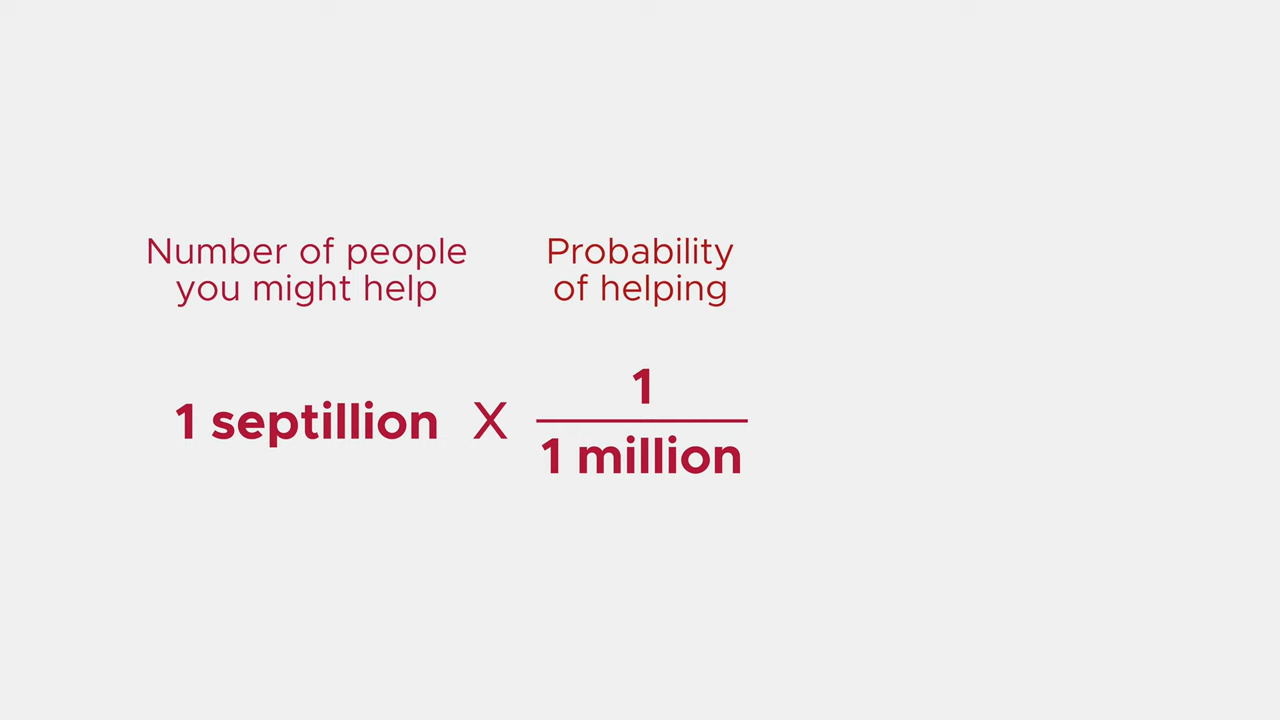 Number of people
you might help
Probability
of helping
1 septillion X 1
1 million